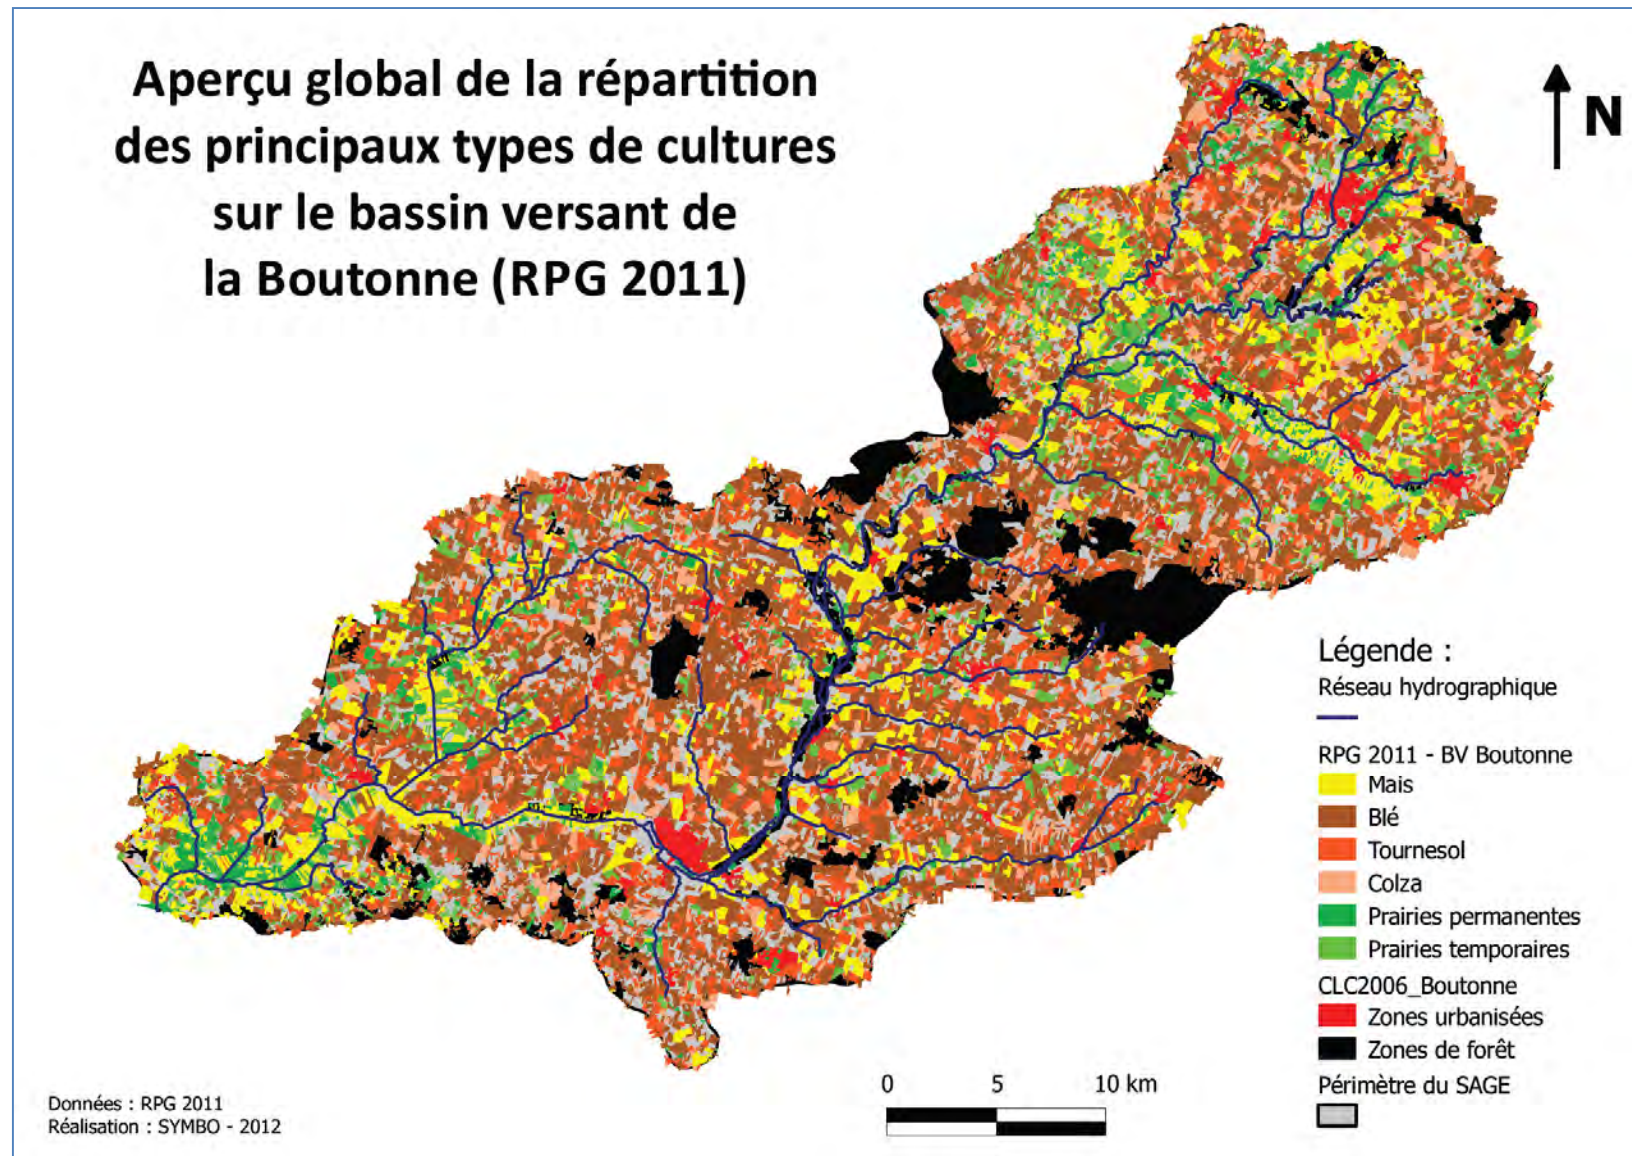 Aperçu global de la répartition
des principaux types de cultures
sur le bassin versant de
la Boutonne (RPG 2011)
N
Légende :
Réseau hydrographique
RPG 2011 - BV Boutonne
Mais
Blé
Tournesol
Colza
Prairies permanentes
Prairies temporaires
CLC2006_Boutonne
Zones urbanisées
Zones de forêt
Périmètre du SAGE
0 5 10 km
Données : RPG 2011
Réalisation : SYMBO - 2012